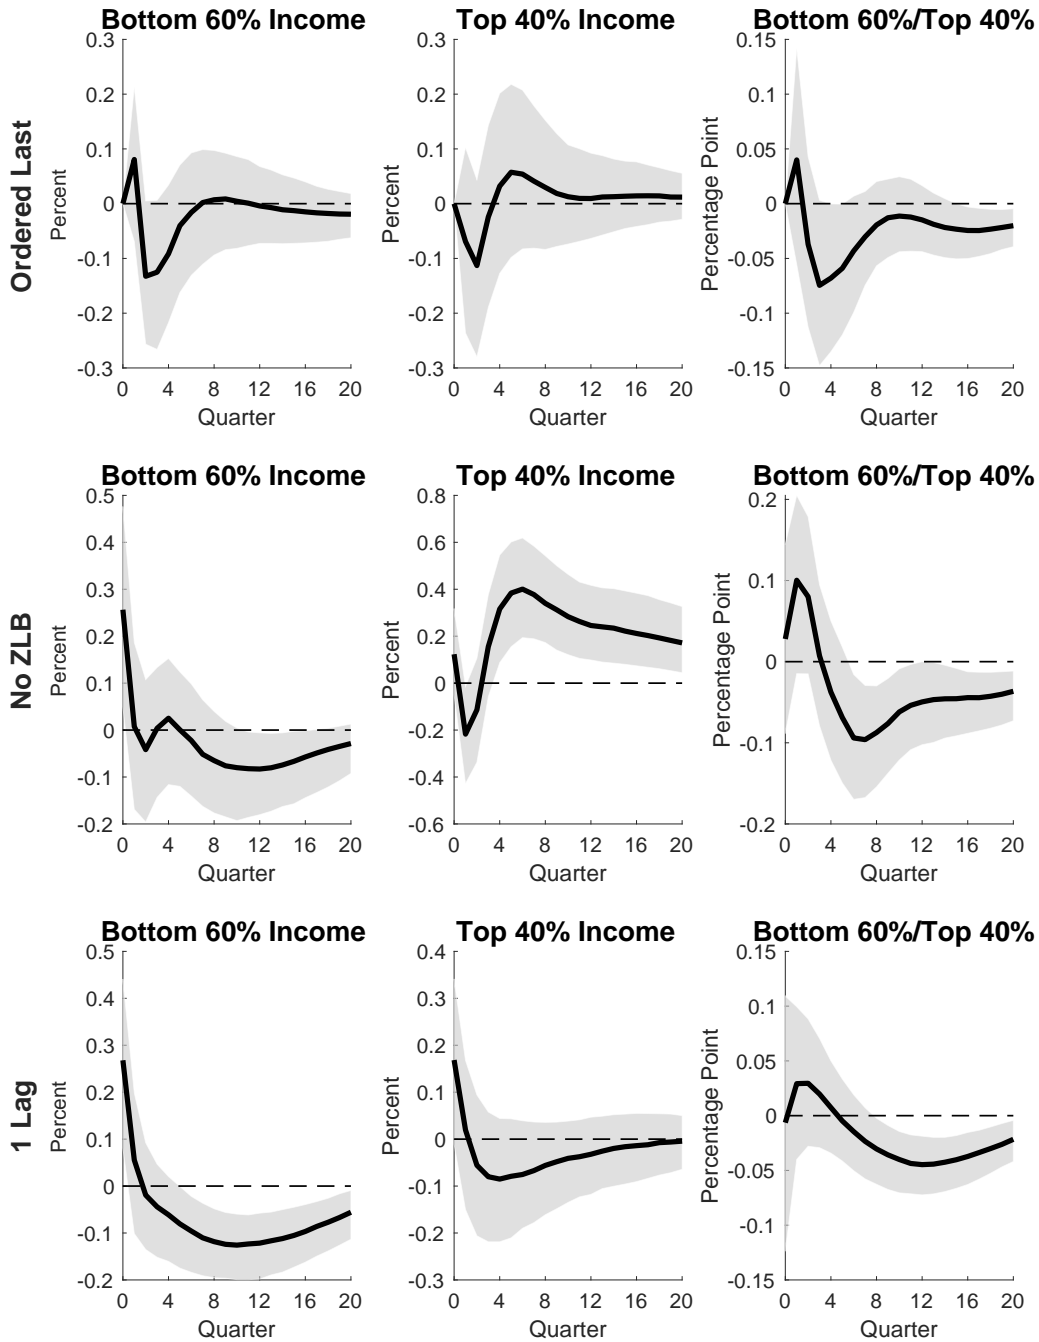 Bottom 60% Income
Top 40% Income
Bottom 60%/Top 40%
Ordered Last
Percent
0.3
0.2
0.1
0
-0.1
-0.2
-0.3
0 4 8 12 16 20
Quarter
Percent
0.3
0.2
0.1
0
-0.1
-0.2
-0.3
0 4 8 12 16 20
Quarter
Percentage Point
0.15
0.1
0.05
0
-0.05
-0.1
-0.15
0 4 8 12 16 20
Quarter
Bottom 60% Income
Top 40% Income
Bottom 60%/Top 40%
No ZLB
Percent
0.5
0.4
0.3
0.2
0.1
0
-0.1
-0.2
0 4 8 12 16 20
Quarter
Percent
0.8
0.6
0.4
0.2
0
-0.2
-0.4
-0.6
0 4 8 12 16 20
Quarter
Percentage Point
0.2
0.1
0
-0.1
-0.2
0 4 8 12 16 20
Quarter
Bottom 60% Income
Top 40% Income
Bottom 60%/Top 40%
1 Lag
Percent
0.5
0.4
0.3
0.2
0.1
0
-0.1
-0.2
0 4 8 12 16 20
Quarter
Percent
0.4
0.3
0.2
0.1
0
-0.1
-0.2
-0.3
0 4 8 12 16 20
Quarter
Percentage Point
0.15
0.1
0.05
0
-0.05
-0.1
-0.15
0 4 8 12 16 20
Quarter